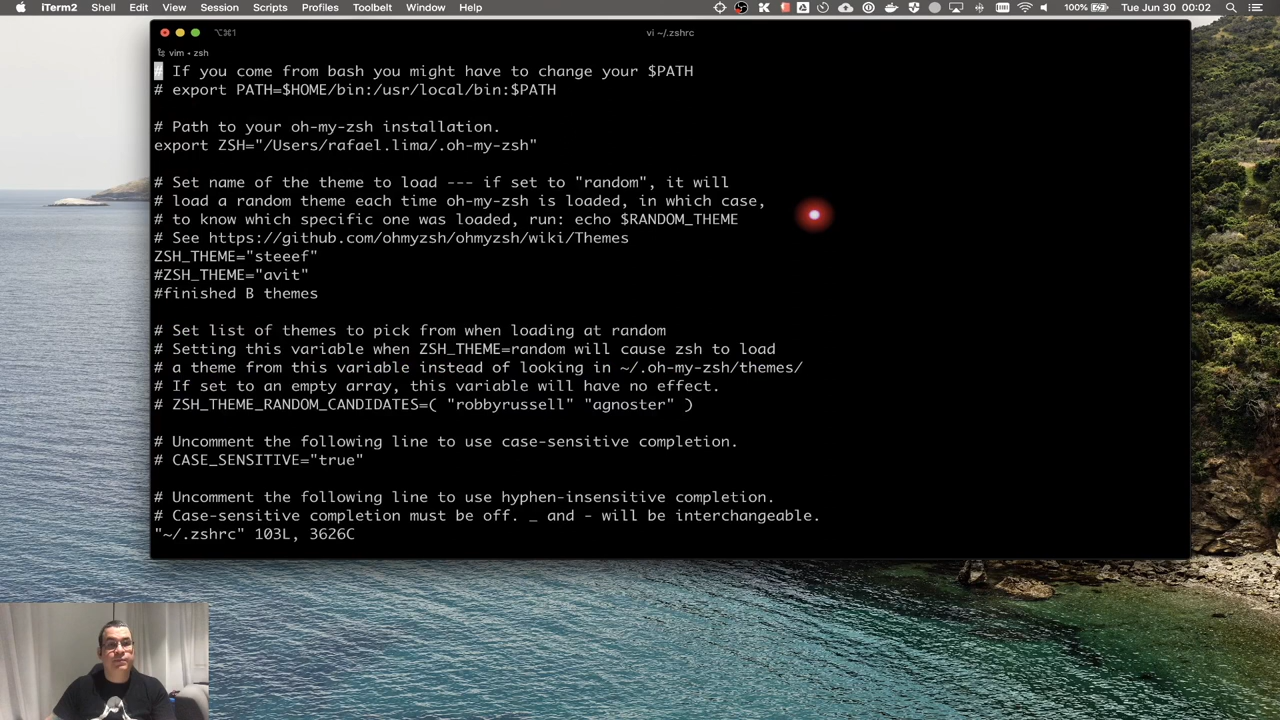 iTerm2 Shell Edit View Session Scripts Profiles Toolbelt Window Help 100% Tue Jun 30 00:02
⌥⌘1 vi ~/.zshrc
vim • zsh
# If you come from bash you might have to change your $PATH
# export PATH=$HOME/bin:/usr/local/bin:$PATH
# Path to your oh-my-zsh installation.
export ZSH="/Users/rafael.lima/.oh-my-zsh"
# Set name of the theme to load --- if set to "random", it will
# load a random theme each time oh-my-zsh is loaded, in which case,
# to know which specific one was loaded, run: echo $RANDOM_THEME
# See https://github.com/ohmyzsh/ohmyzsh/wiki/Themes
ZSH_THEME="steeef"
#ZSH_THEME="avit"
#finished B themes
# Set list of themes to pick from when loading at random
# Setting this variable when ZSH_THEME=random will cause zsh to load
# a theme from this variable instead of looking in ~/.oh-my-zsh/themes/
# If set to an empty array, this variable will have no effect.
# ZSH_THEME_RANDOM_CANDIDATES=( "robbyrussell" "agnoster" )
# Uncomment the following line to use case-sensitive completion.
# CASE_SENSITIVE="true"
# Uncomment the following line to use hyphen-insensitive completion.
# Case-sensitive completion must be off. _ and - will be interchangeable.
"~/.zshrc" 103L, 3626C